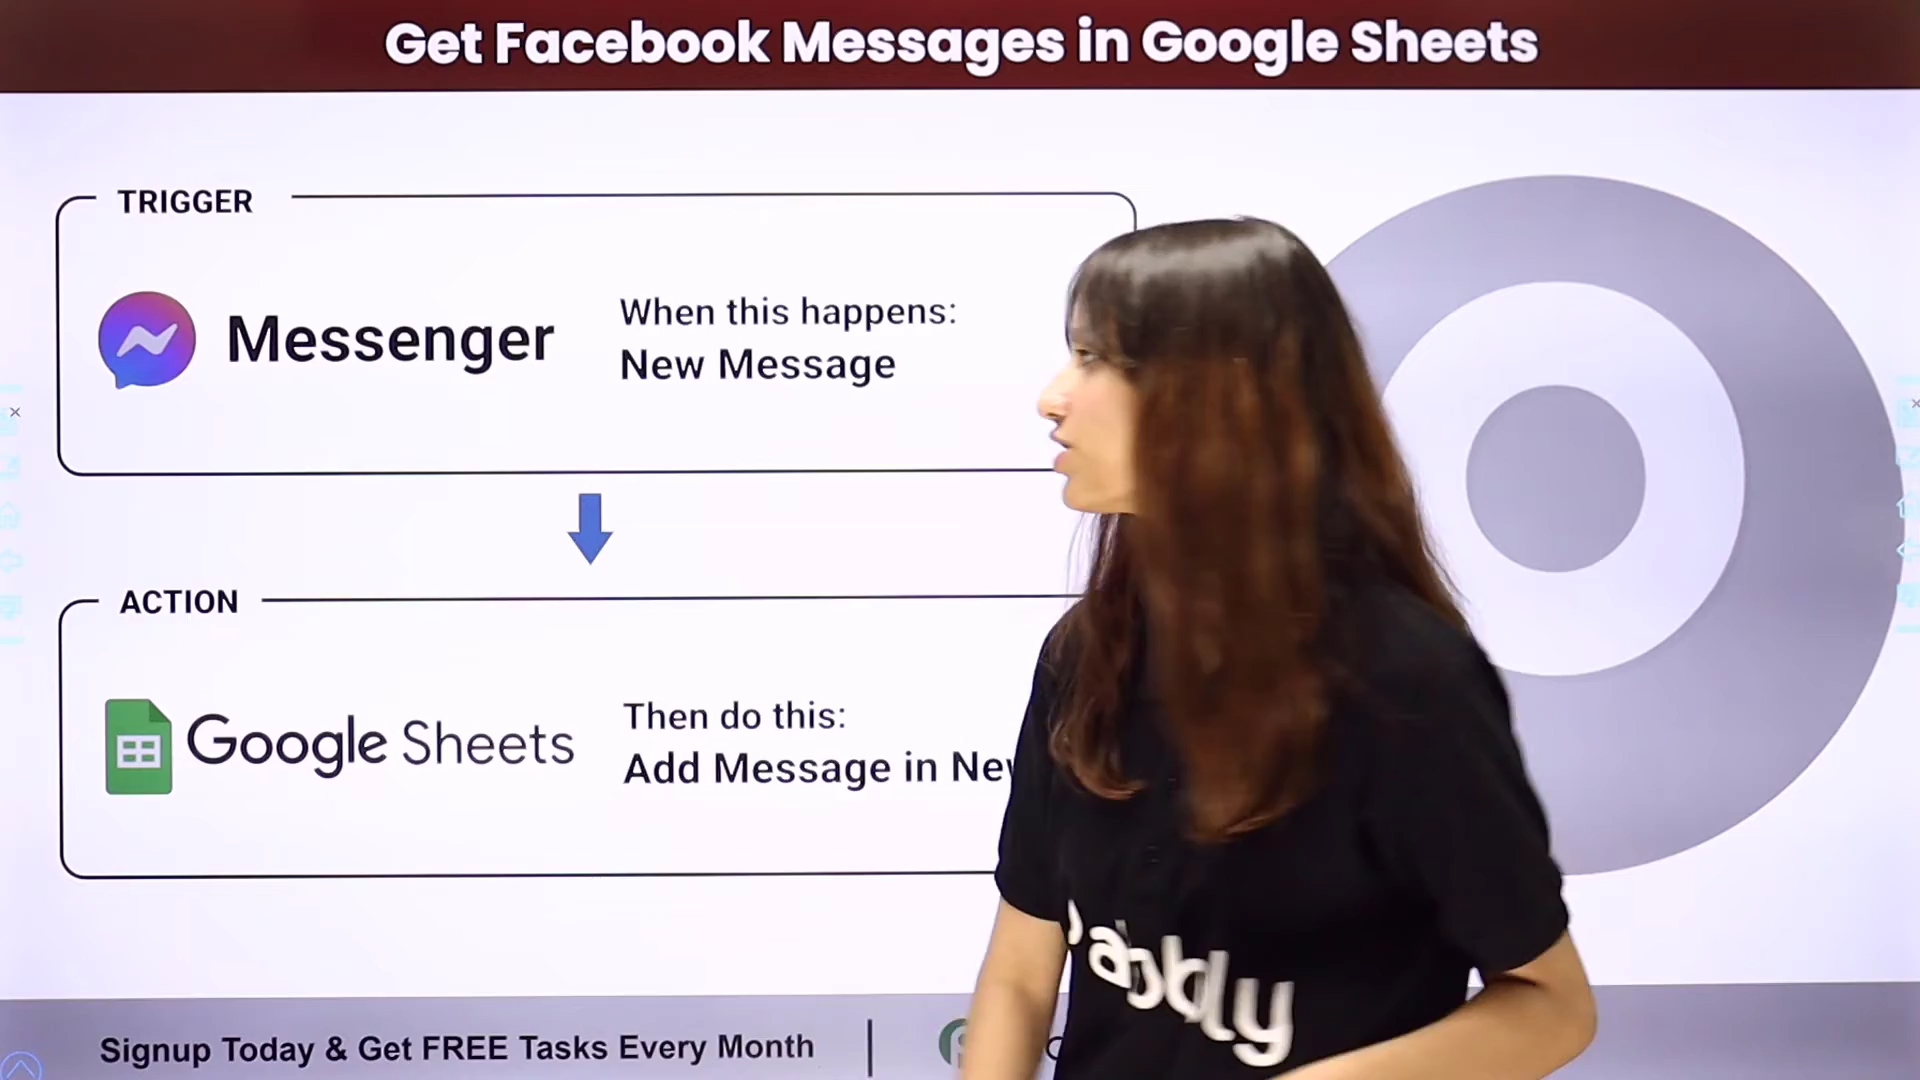 Get Facebook Messages in Google Sheets
TRIGGER
Messenger
When this happens:
New Message
ACTION
Google Sheets
Then do this:
Add Message in
Signup Today & Get FREE Tasks Every Month